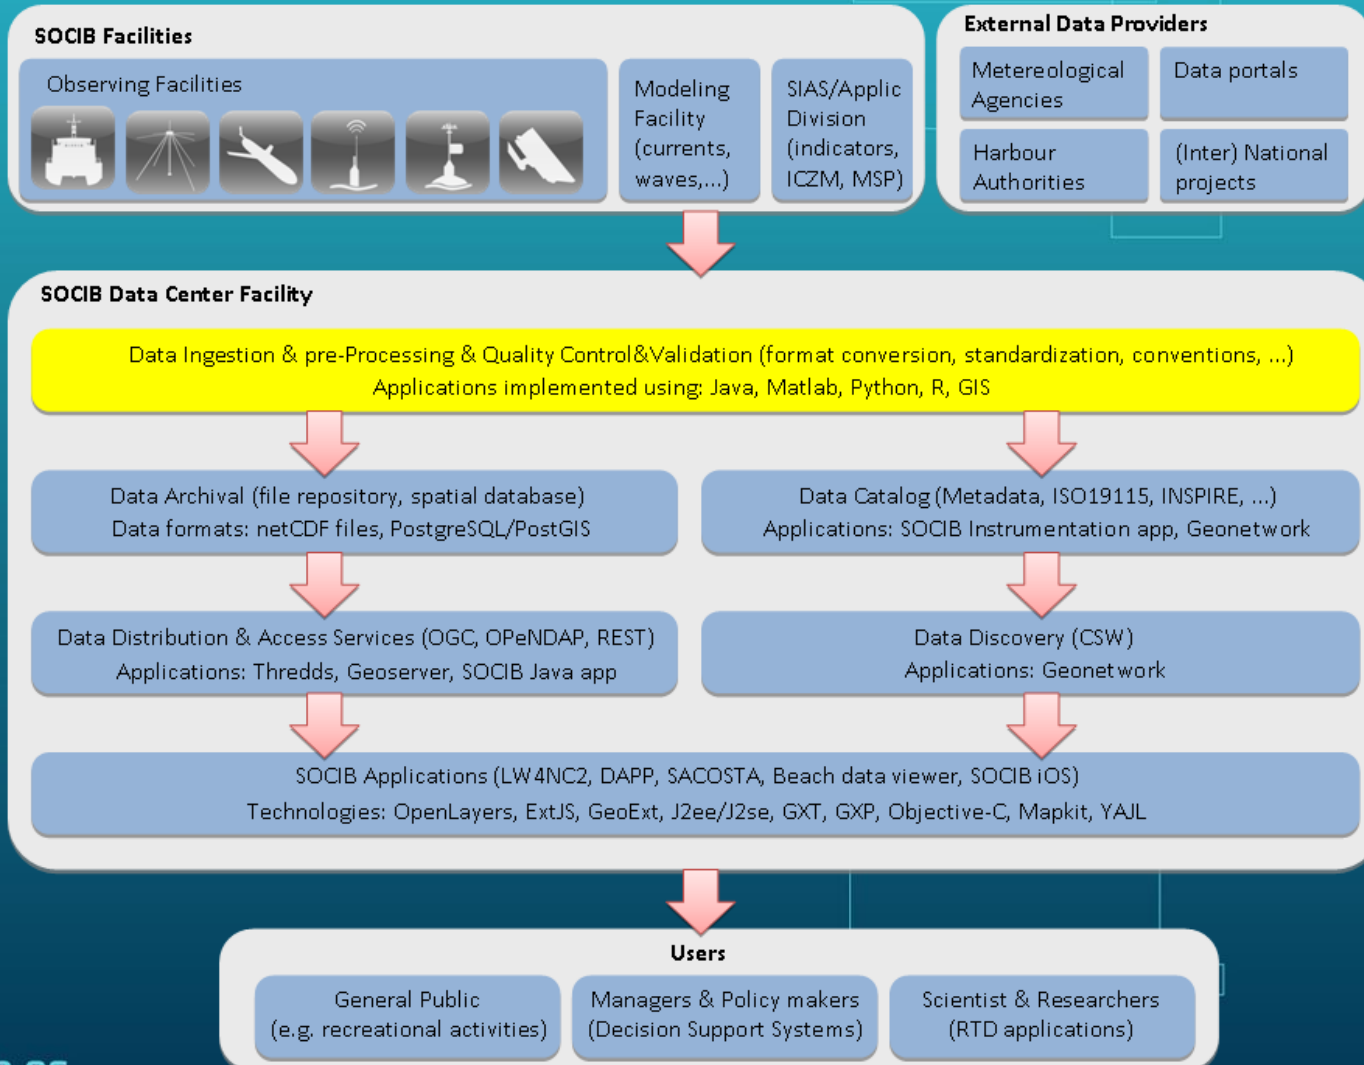 SOCIB Facilities
Observing Facilities
Modeling
Facility
(currents,
waves,...)
SIAS/Applic
Division
(indicators,
ICZM, MSP)
External Data Providers
Metereological
Agencies
Data portals
Harbour
Authorities
(Inter) National
projects
SOCIB Data Center Facility
Data Ingestion & pre-Processing & Quality Control&Validation (format conversion, standardization, conventions, ...)
Applications implemented using: Java, Matlab, Python, R, GIS
Data Archival (file repository, spatial database)
Data formats: netCDF files, PostgreSQL/PostGIS
Data Catalog (Metadata, ISO19115, INSPIRE, ...)
Applications: SOCIB Instrumentation app, Geonetwork
Data Distribution & Access Services (OGC, OPeNDAP, REST)
Applications: Thredds, Geoserver, SOCIB Java app
Data Discovery (CSW)
Applications: Geonetwork
SOCIB Applications (LW4NC2, DAPP, SACOSTA, Beach data viewer, SOCIB iOS)
Technologies: OpenLayers, ExtJS, GeoExt, J2ee/J2se, GXT, GXP, Objective-C, Mapkit, YAJL
Users
General Public
(e.g. recreational activities)
Managers & Policy makers
(Decision Support Systems)
Scientist & Researchers
(RTD applications)